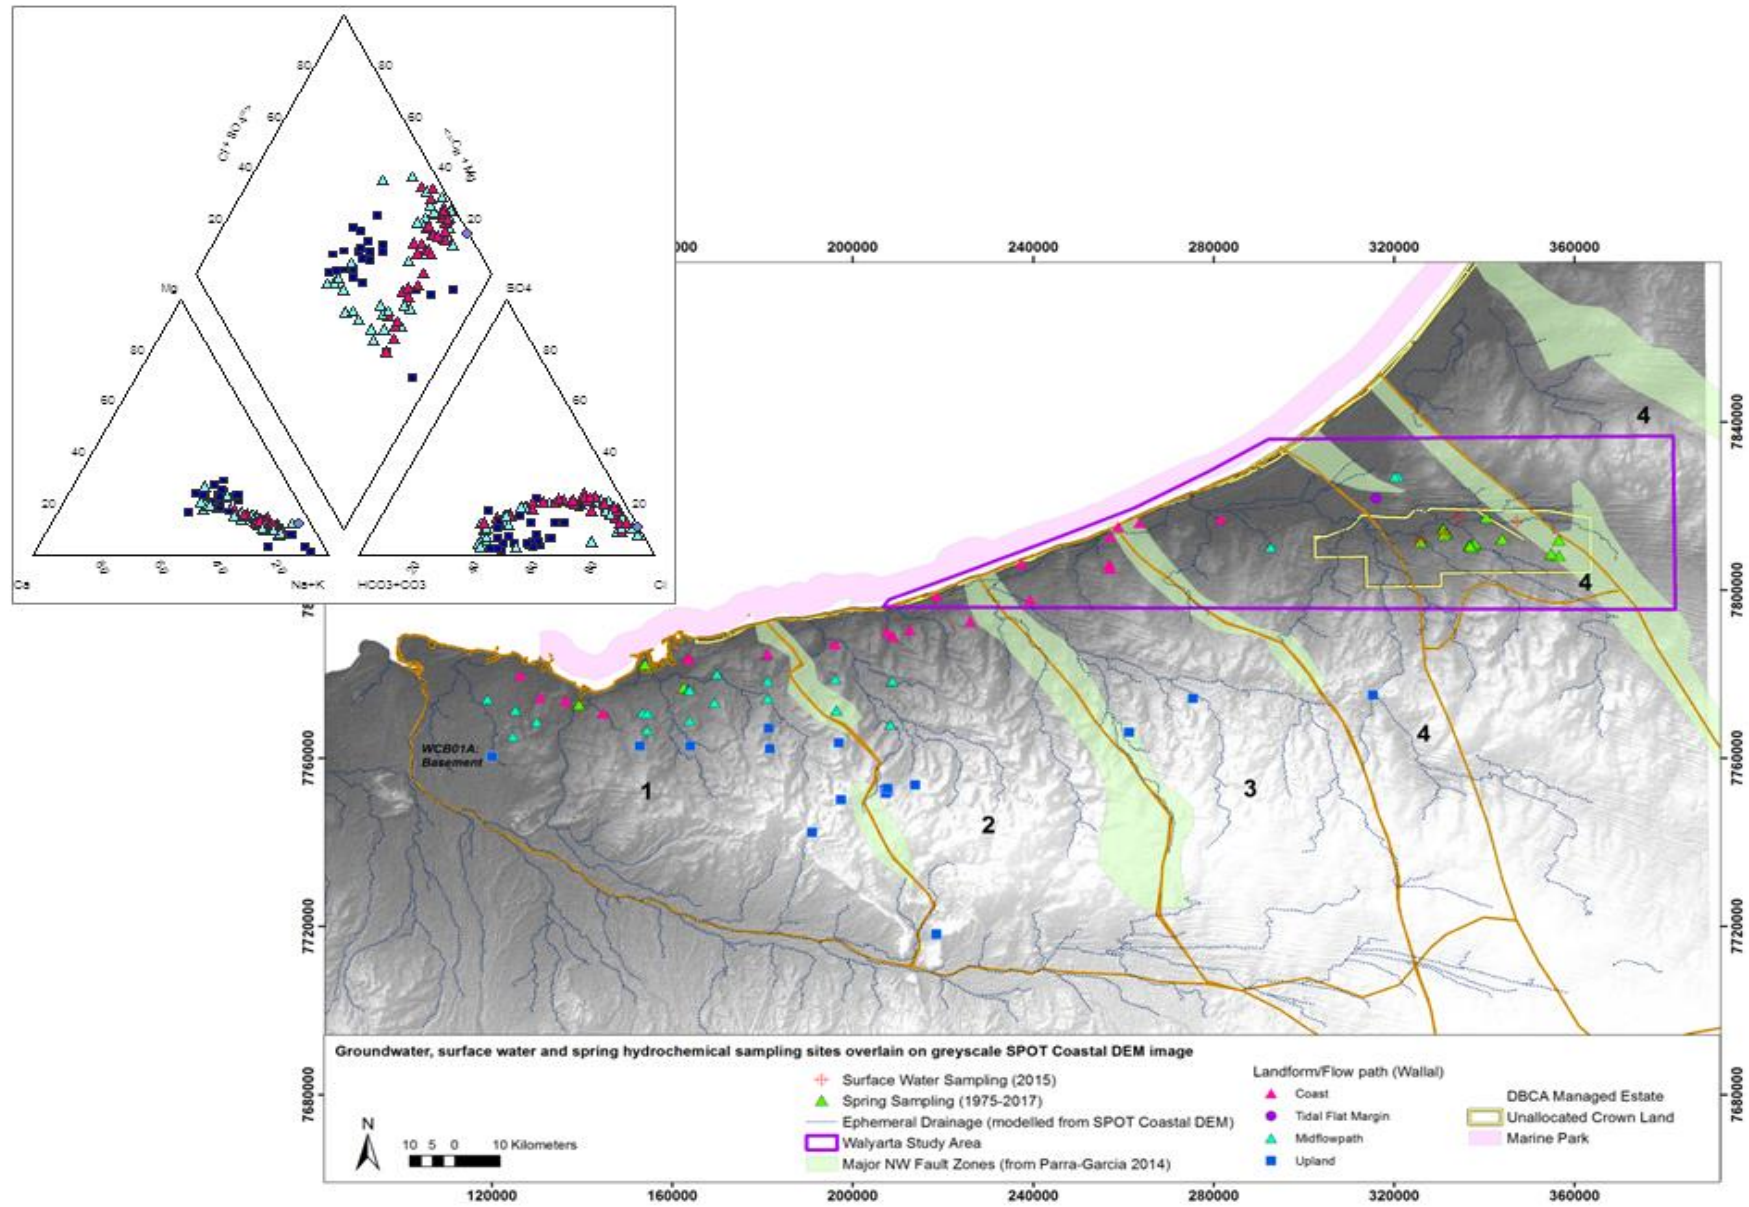 80 80
60 60
Cl + SO4
40 40
20 20
Mg SO4
80 80
60 60
40 40
20 20
Ca Na+K HCO3+CO3 Cl
200000 240000 280000 320000 360000
7840000
7800000
7760000
7720000
7680000
4
4
4
3
2
1
WCB01A:
Basement
7760000
7720000
7680000
Groundwater, surface water and spring hydrochemical sampling sites overlain on greyscale SPOT Coastal DEM image
Surface Water Sampling (2015)
Spring Sampling (1975-2017)
Ephemeral Drainage (modelled from SPOT Coastal DEM)
Walyarta Study Area
Major NW Fault Zones (from Parra-Garcia 2014)
Landform/Flow path (Wallal)
Coast
Tidal Flat Margin
Midflowpath
Upland
DBCA Managed Estate
Unallocated Crown Land
Marine Park
N
10 5 0 10 Kilometers
120000 160000 200000 240000 280000 320000 360000